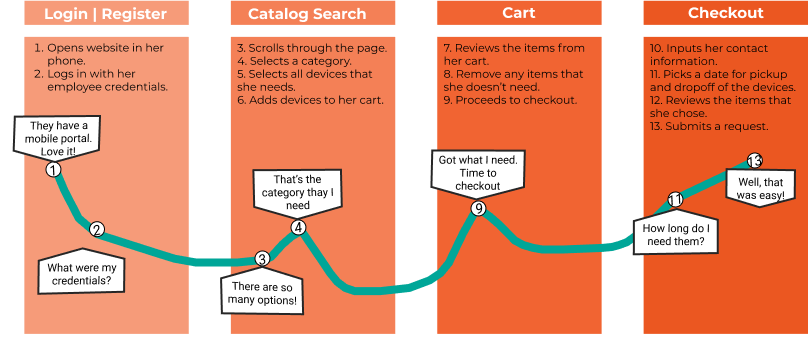 Login | Register
Catalog Search
Cart
Checkout
1. Opens website in her
phone.
2. Logs in with her
employee credentials.
3. Scrolls through the page.
4. Selects a category.
5. Selects all devices that
she needs.
6. Adds devices to her cart.
7. Reviews the items from
her cart.
8. Remove any items that
she doesn't need.
9. Proceeds to checkout.
10. Inputs her contact
information.
11. Picks a date for pickup
and dropoff of the devices.
12. Reviews the items that
she chose.
13. Submits a request.
They have a
mobile portal.
Love it!
1
2
What were my
credentials?
3
There are so
many options!
That's the
category thay I
need
4
Got what I need.
Time to
checkout
9
11
How long do I
need them?
13
Well, that
was easy!